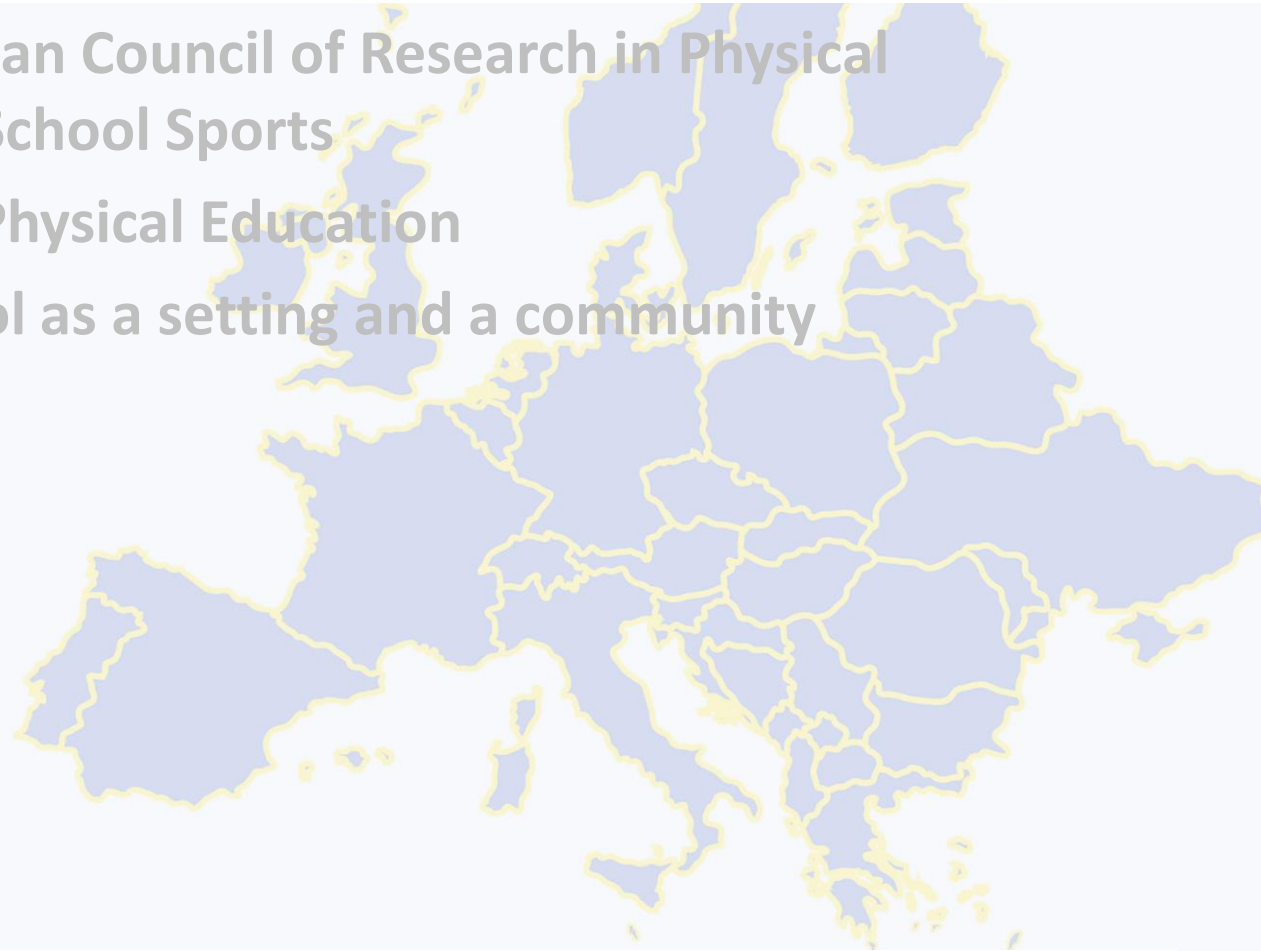 an Council of Research in Physical
School Sports
Physical Education
ol as a setting and a community